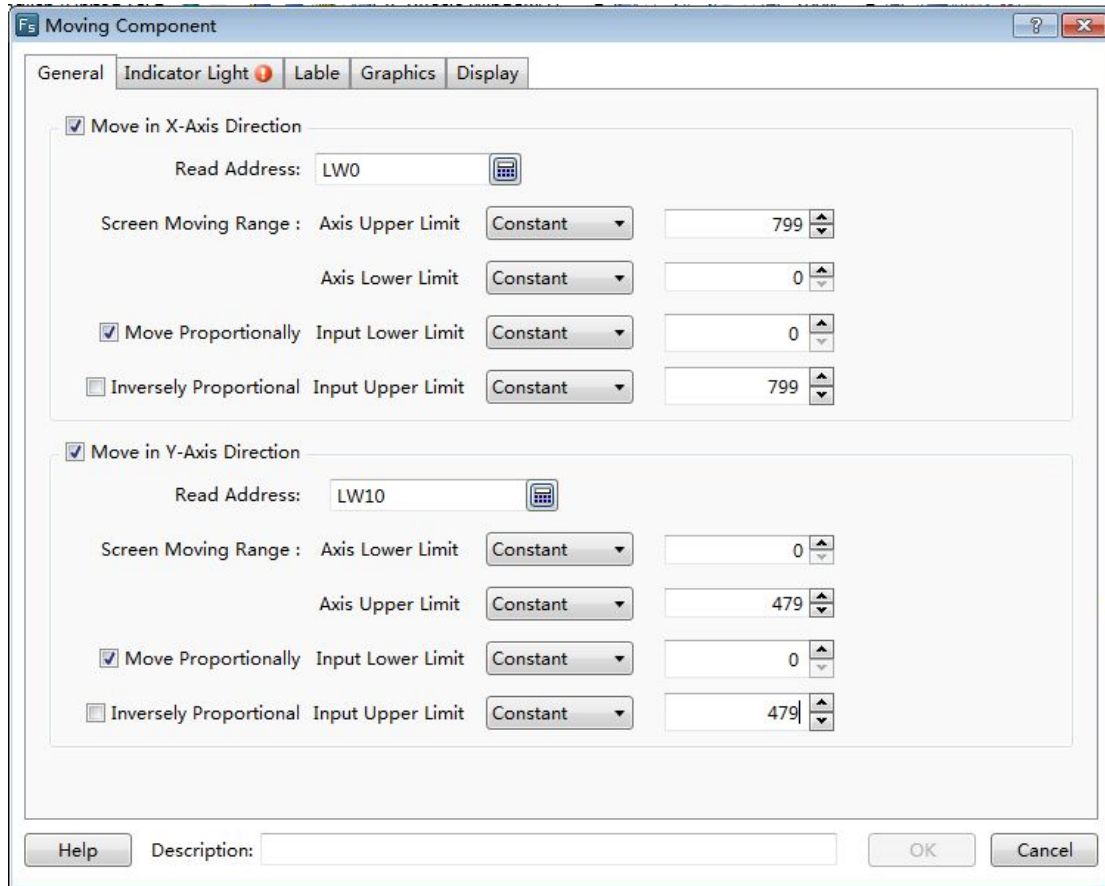 Fs Moving Component
General Indicator Light Lable Graphics Display
Move in X-Axis Direction
Read Address: LW0
Screen Moving Range : Axis Upper Limit Constant 799
Axis Lower Limit Constant 0
Move Proportionally Input Lower Limit Constant 0
Inversely Proportional Input Upper Limit Constant 799
Move in Y-Axis Direction
Read Address: LW10
Screen Moving Range : Axis Lower Limit Constant 0
Axis Upper Limit Constant 479
Move Proportionally Input Lower Limit Constant 0
Inversely Proportional Input Upper Limit Constant 479
Help Description: OK Cancel